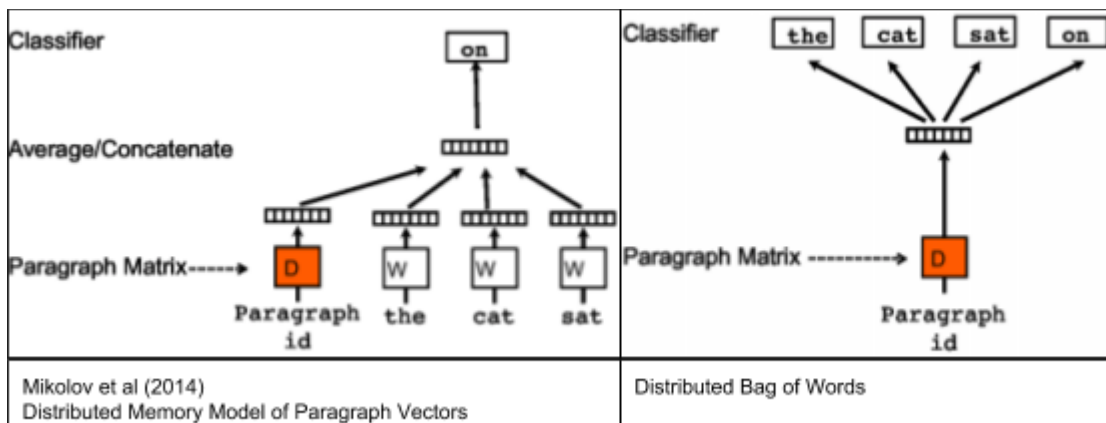 Classifier
on
Average/Concatenate
Paragraph Matrix
D
W
W
W
Paragraph
id
the
cat
sat
Mikolov et al (2014)
Distributed Memory Model of Paragraph Vectors
Classifier
the
cat
sat
on
Paragraph Matrix
D
Paragraph
id
Distributed Bag of Words